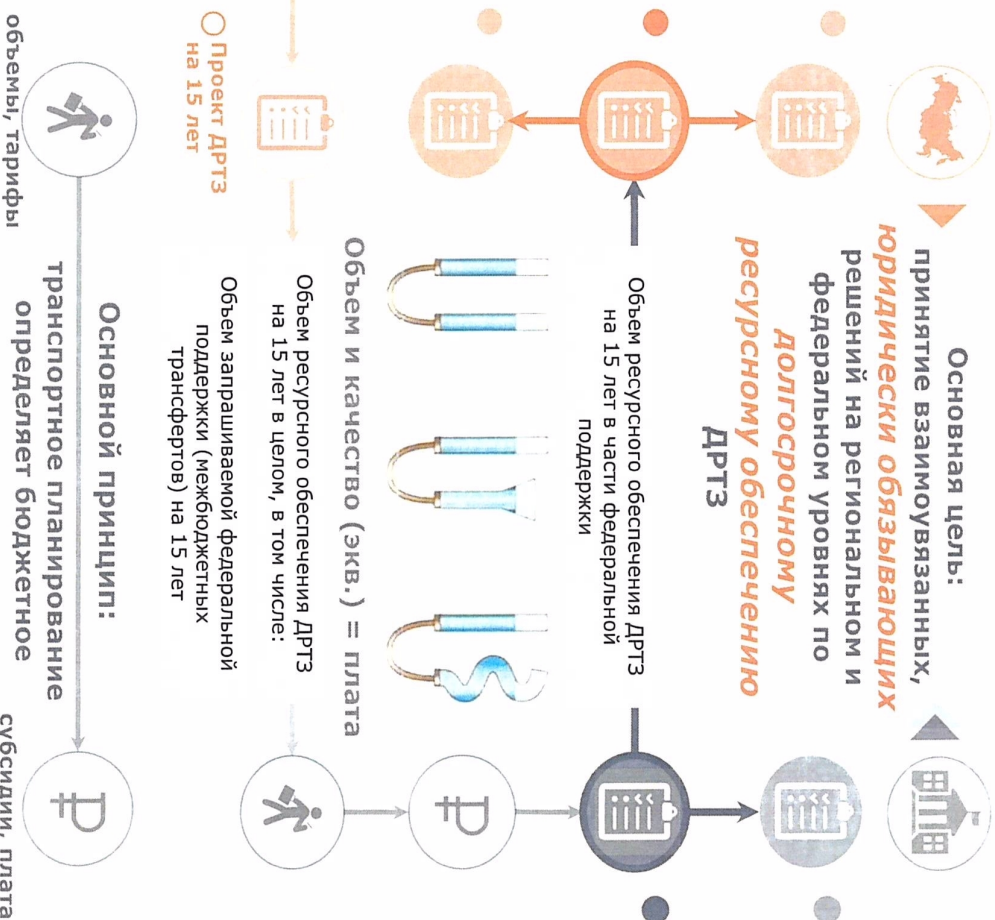 Основная цель:
принятие взаимоувязанных,
юридически обязывающих
решений на региональном и
федеральном уровнях по
долгосрочному
ресурсному обеспечению
ДРТЗ
Объем ресурсного обеспечения ДРТЗ
на 15 лет в части федеральной
поддержки
Объем и качество (экв.) = плата
Объем ресурсного обеспечения ДРТЗ
на 15 лет в целом, в том числе:
Объем запрашиваемой федеральной
поддержки (межбюджетных
трансфертов) на 15 лет
Проект ДРТЗ
на 15 лет
Основной принцип:
транспортное планирование
определяет бюджетное
объемы, тарифы
субсидии, плата